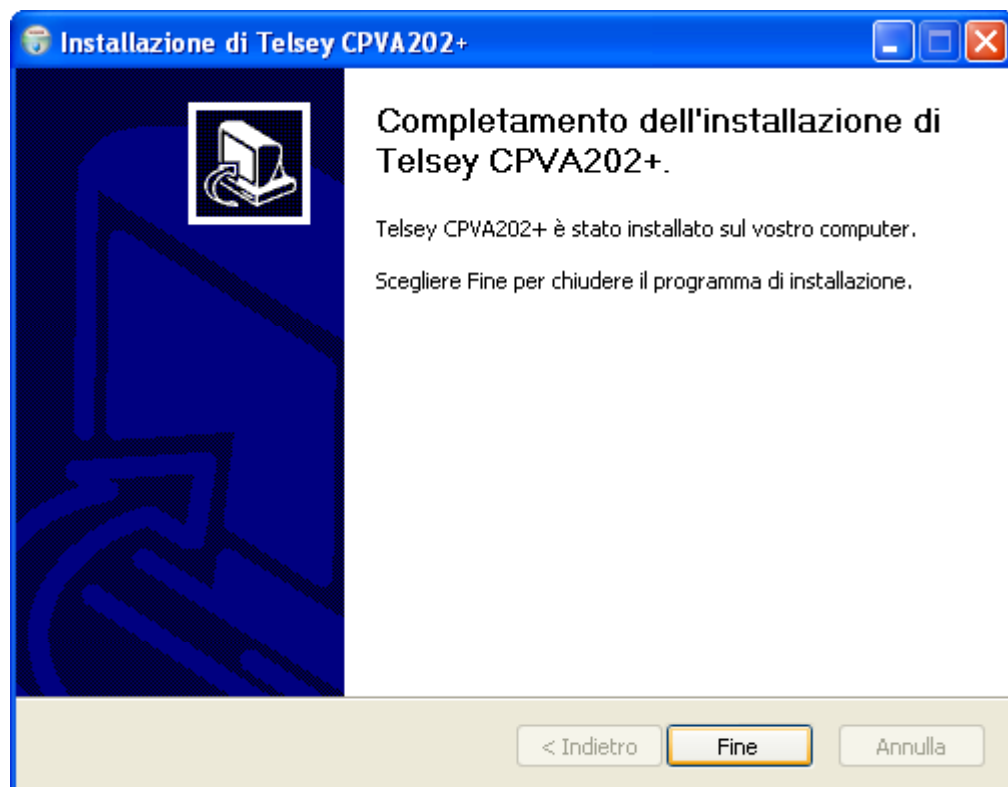 Installazione di Telsey CPVA202+
Completamento dell'installazione di
Telsey CPVA202+.
Telsey CPVA202+ è stato installato sul vostro computer.
Scegliere Fine per chiudere il programma di installazione.
< Indietro
Fine
Annulla